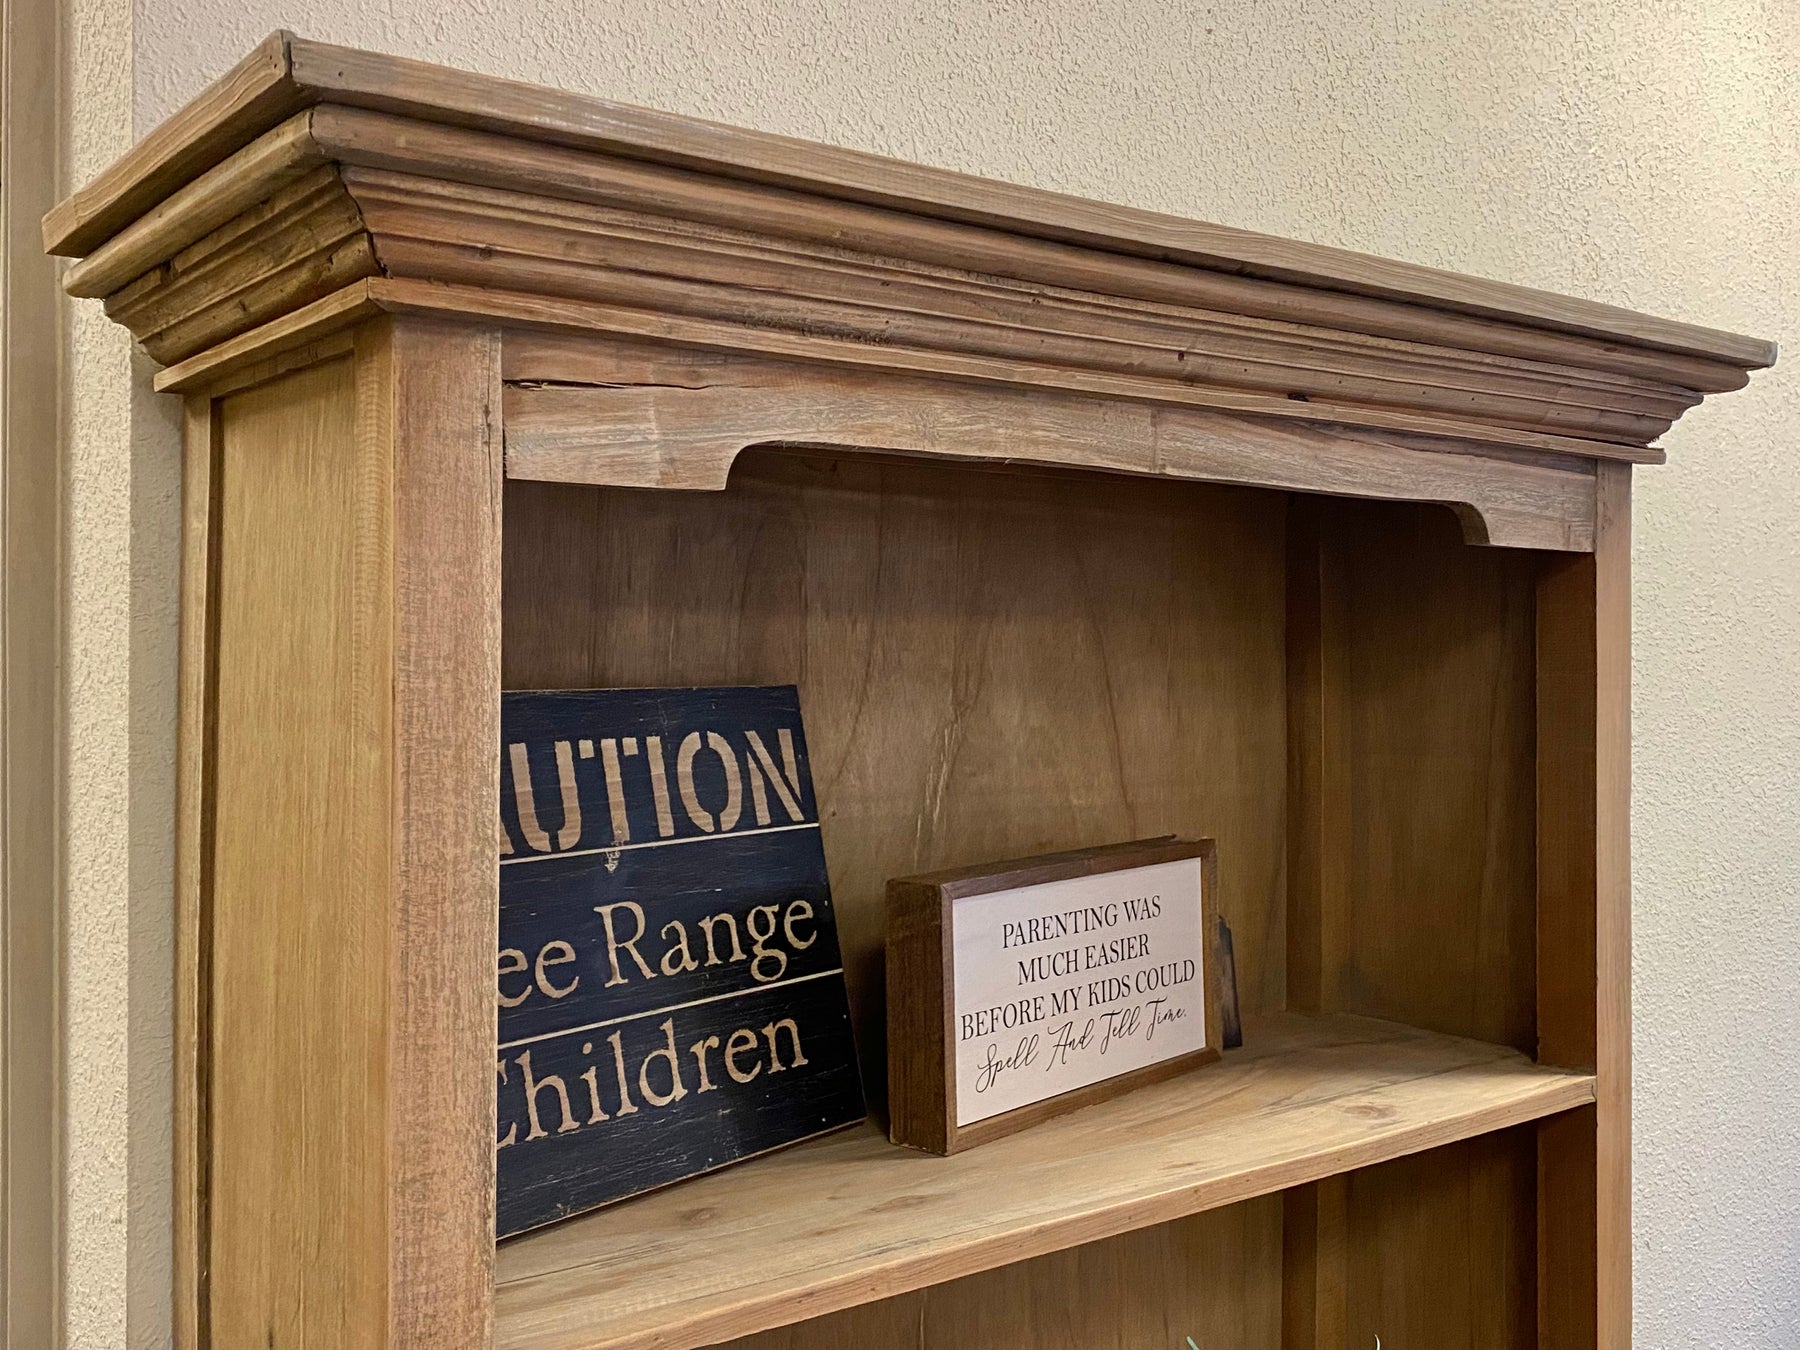 AUTION
ee Range
Children
PARENTING WAS
MUCH EASIER
BEFORE MY KIDS COULD
Spell And Tell Time.